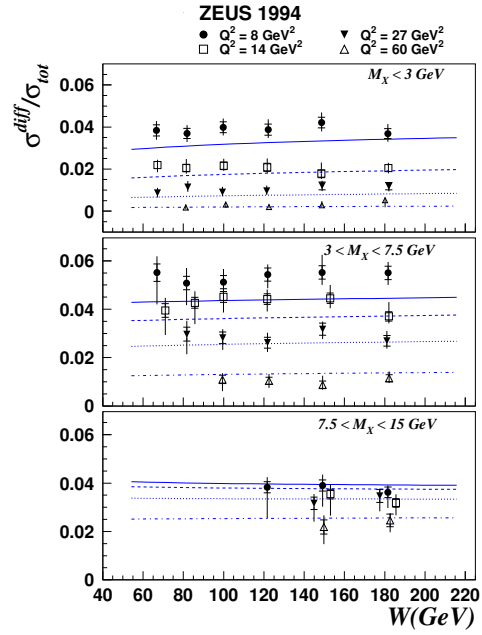 ZEUS 1994
● Q² = 8 GeV² ▼ Q² = 27 GeV²
□ Q² = 14 GeV² △ Q² = 60 GeV²
σ^diff/σ_tot
M_X < 3 GeV
0.06
0.04
0.02
0
3 < M_X < 7.5 GeV
0.06
0.04
0.02
0
7.5 < M_X < 15 GeV
0.06
0.04
0.02
0
40 60 80 100 120 140 160 180 200 220
W(GeV)